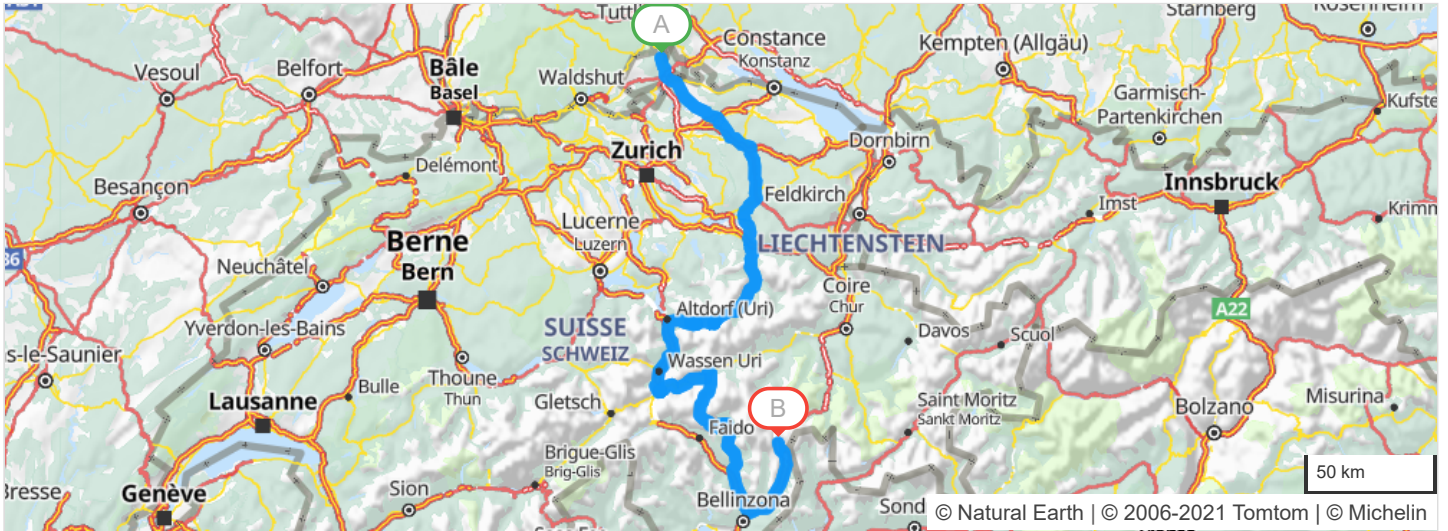 Tuttl
Starnberg
Rosenheim
A
Constance
Konstanz
Kempten (Allgäu)
Vesoul
Belfort
Bâle
Basel
Waldshut
Garmisch-
Partenkirchen
Kufste
Dornbirn
Delémont
Zurich
Besançon
Feldkirch
Innsbruck
Imst
Krimm
Lucerne
Luzern
Berne
Bern
LIECHTENSTEIN
36
Neuchâtel
Coire
Chur
Altdorf (Uri)
A22
SUISSE
SCHWEIZ
Yverdon-les-Bains
Davos
Scuol
s-le-Saunier
Wassen Uri
Thoune
Thun
Bulle
Gletsch
B
Saint Moritz
Sankt Moritz
Misurina
Lausanne
Bolzano
Faido
Brigue-Glis
Brig-Glis
50 km
Bresse
Genève
Sion
Bellinzona
Sond
© Natural Earth | © 2006-2021 Tomtom | © Michelin